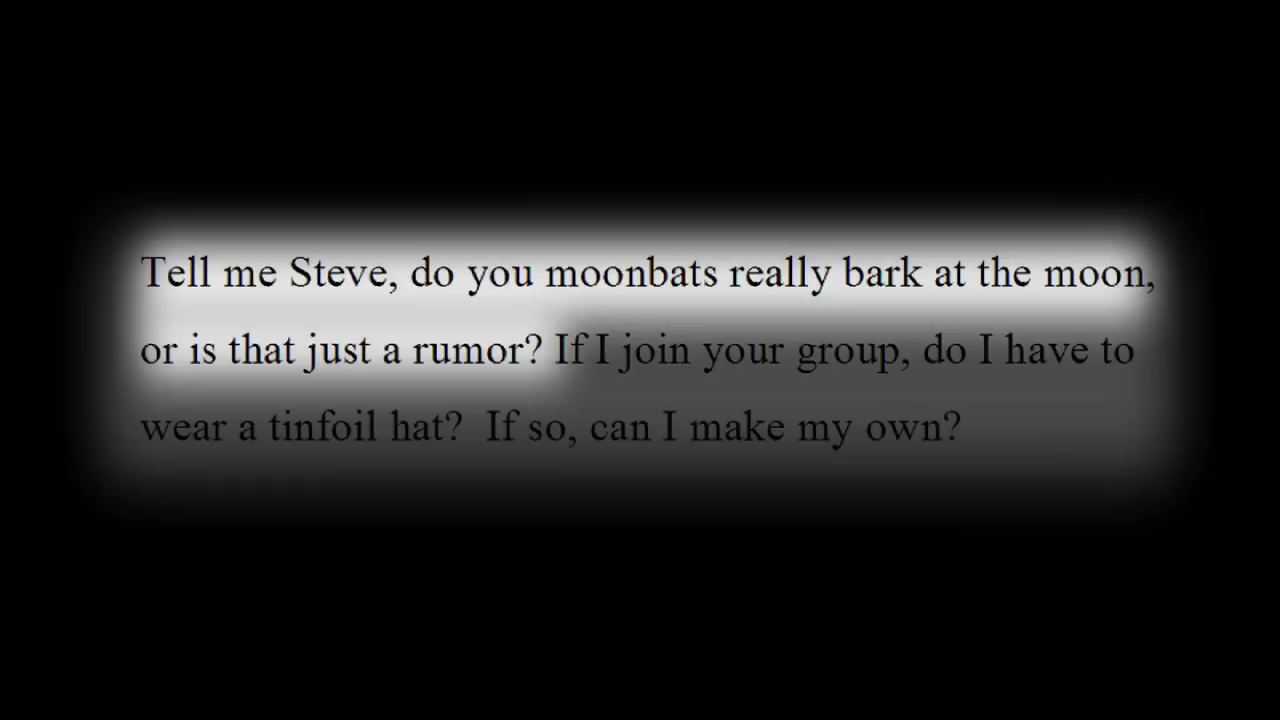 Tell me Steve, do you moonbats really bark at the moon,
or is that just a rumor? If I join your group, do I have to
wear a tinfoil hat?  If so, can I make my own?